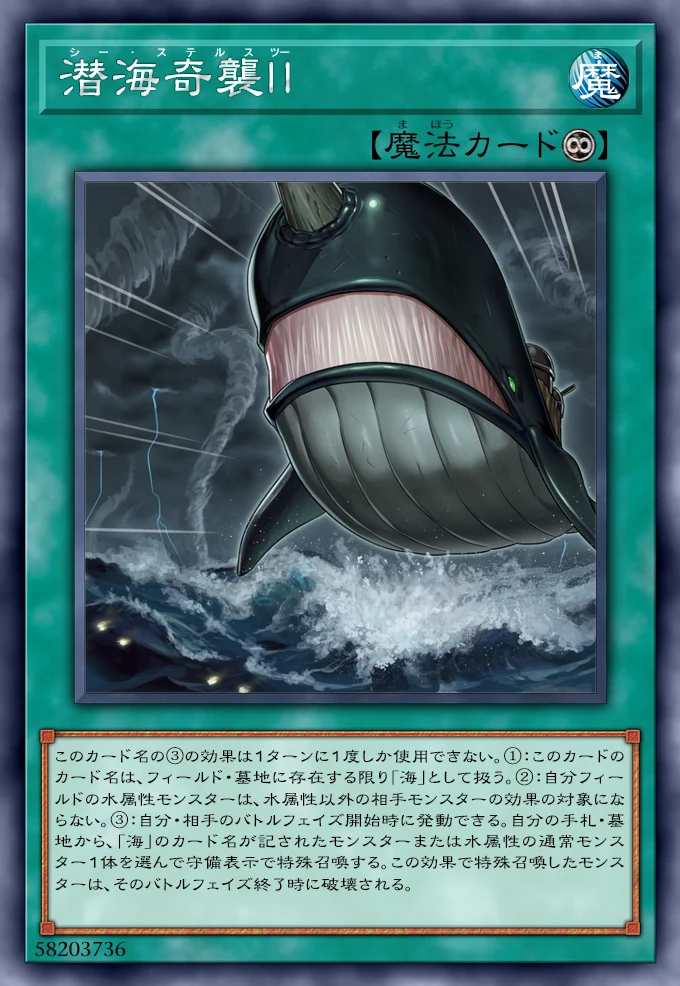 シー・ステルスツー
潜海奇襲II
ま
魔
ま ほう
【魔法カード∞】
このカード名の③の効果は１ターンに１度しか使用できない。①：このカードの
カード名は、フィールド・墓地に存在する限り「海」として扱う。②：自分フィー
ルドの水属性モンスターは、水属性以外の相手モンスターの効果の対象にな
らない。③：自分・相手のバトルフェイズ開始時に発動できる。自分の手札・墓
地から、「海」のカード名が記されたモンスターまたは水属性の通常モンス
ター１体を選んで守備表示で特殊召喚する。この効果で特殊召喚したモンス
ターは、そのバトルフェイズ終了時に破壊される。
58203736